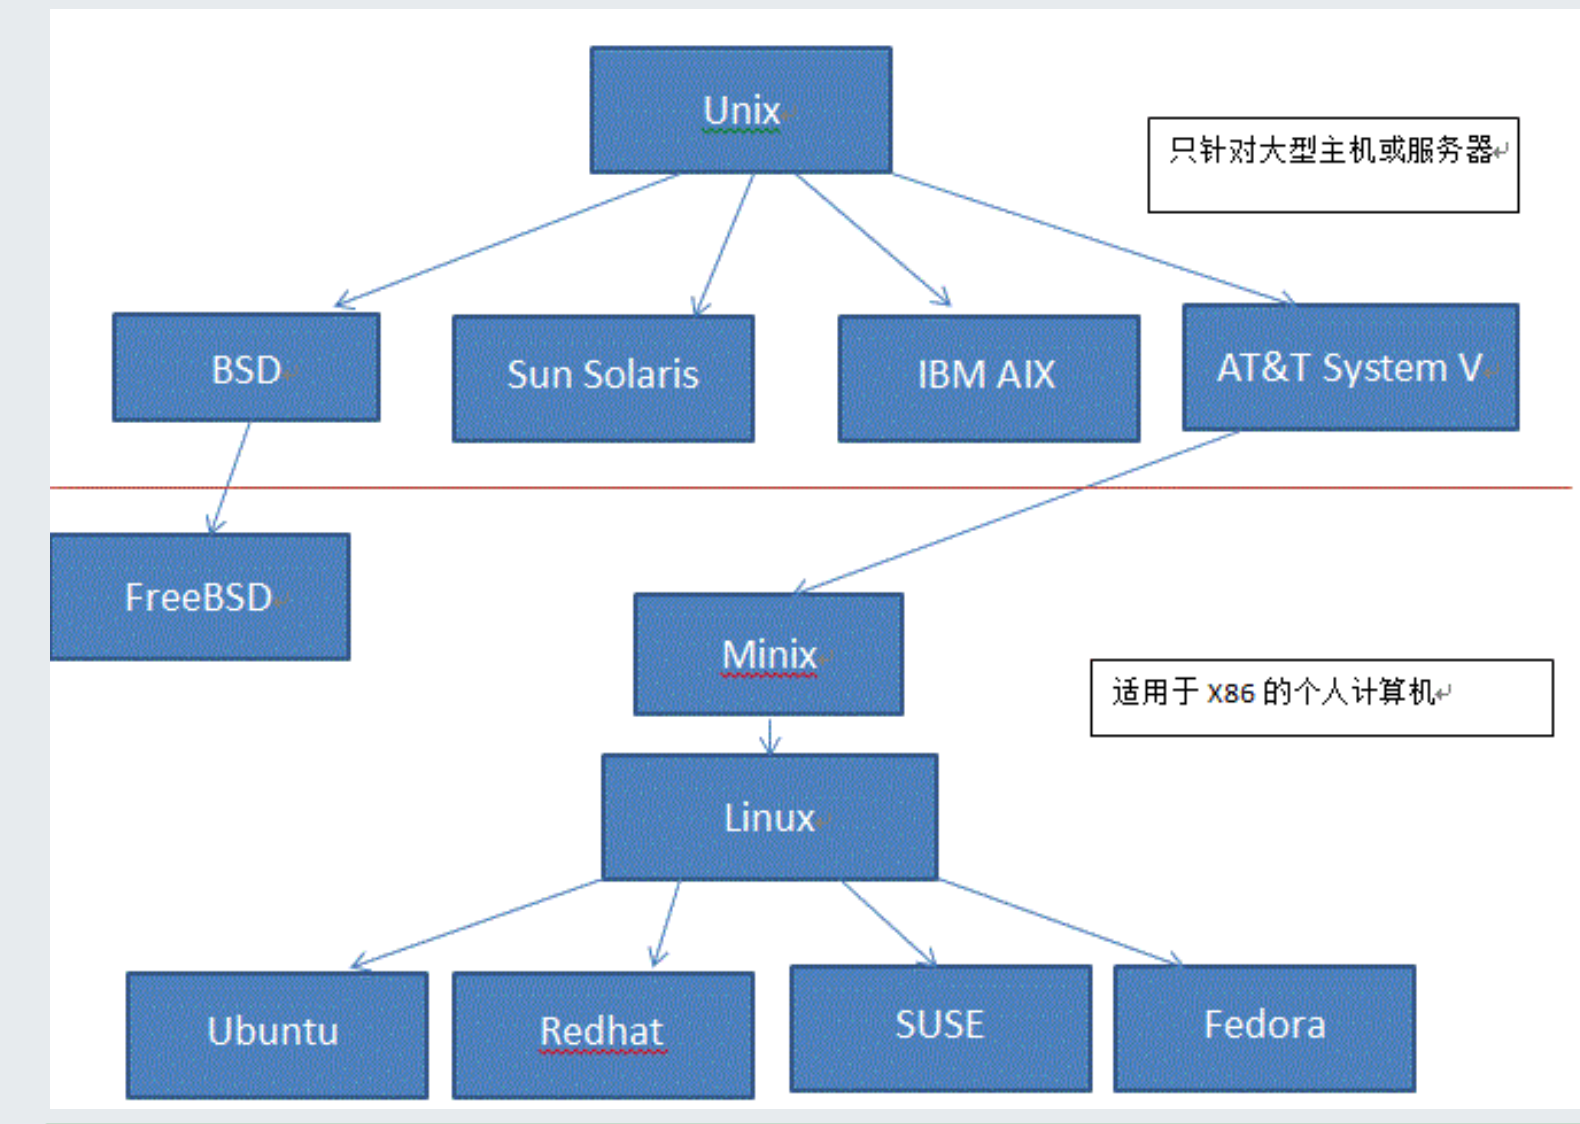 Unix
只针对大型主机或服务器
BSD
Sun Solaris
IBM AIX
AT&T System V
FreeBSD
Minix
适用于 X86 的个人计算机
Linux
Ubuntu
Redhat
SUSE
Fedora